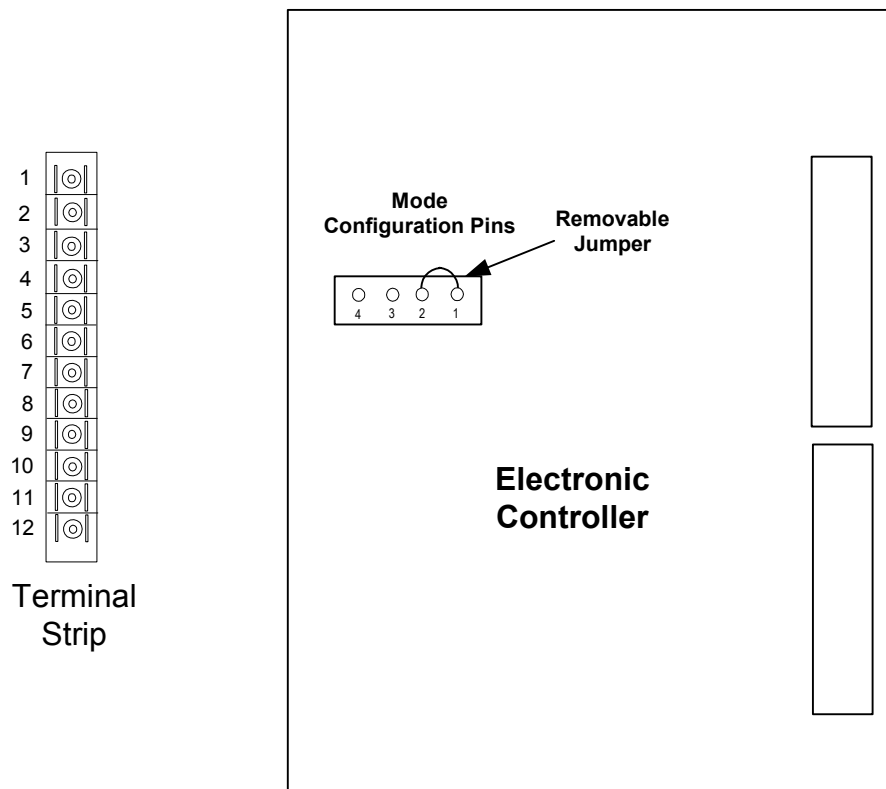 1
2
3
4
5
6
7
8
9
10
11
12
Terminal
Strip
Mode
Configuration Pins
Removable
Jumper
4 3 2 1
Electronic
Controller